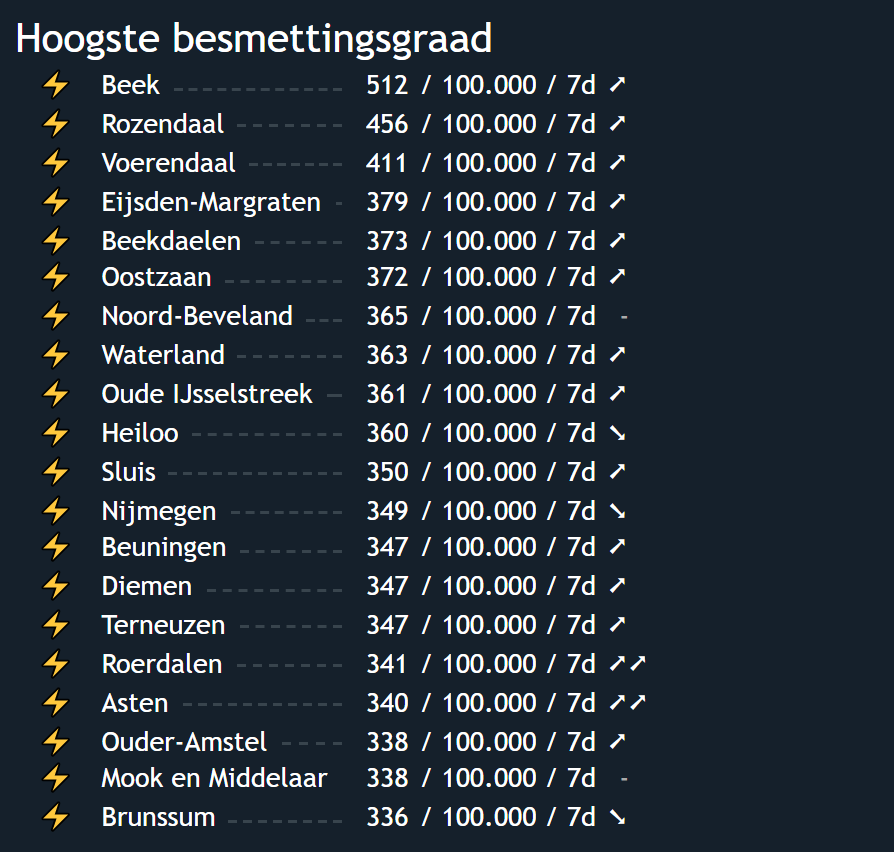 Hoogste besmettingsgraad
⚡ Beek ----------- 512 / 100.000 / 7d ➚
⚡ Rozendaal ------- 456 / 100.000 / 7d ➚
⚡ Voerendaal ------ 411 / 100.000 / 7d ➚
⚡ Eijsden-Margraten - 379 / 100.000 / 7d ➚
⚡ Beekdaelen ------ 373 / 100.000 / 7d ➚
⚡ Oostzaan -------- 372 / 100.000 / 7d ➚
⚡ Noord-Beveland --- 365 / 100.000 / 7d -
⚡ Waterland ------- 363 / 100.000 / 7d ➚
⚡ Oude IJsselstreek - 361 / 100.000 / 7d ➚
⚡ Heiloo ---------- 360 / 100.000 / 7d ➘
⚡ Sluis ----------- 350 / 100.000 / 7d ➚
⚡ Nijmegen ------- 349 / 100.000 / 7d ➘
⚡ Beuningen ------- 347 / 100.000 / 7d ➚
⚡ Diemen --------- 347 / 100.000 / 7d ➚
⚡ Terneuzen ------- 347 / 100.000 / 7d ➚
⚡ Roerdalen ------- 341 / 100.000 / 7d ➚➚
⚡ Asten ---------- 340 / 100.000 / 7d ➚➚
⚡ Ouder-Amstel ---- 338 / 100.000 / 7d ➚
⚡ Mook en Middelaar 338 / 100.000 / 7d -
⚡ Brunssum -------- 336 / 100.000 / 7d ➘